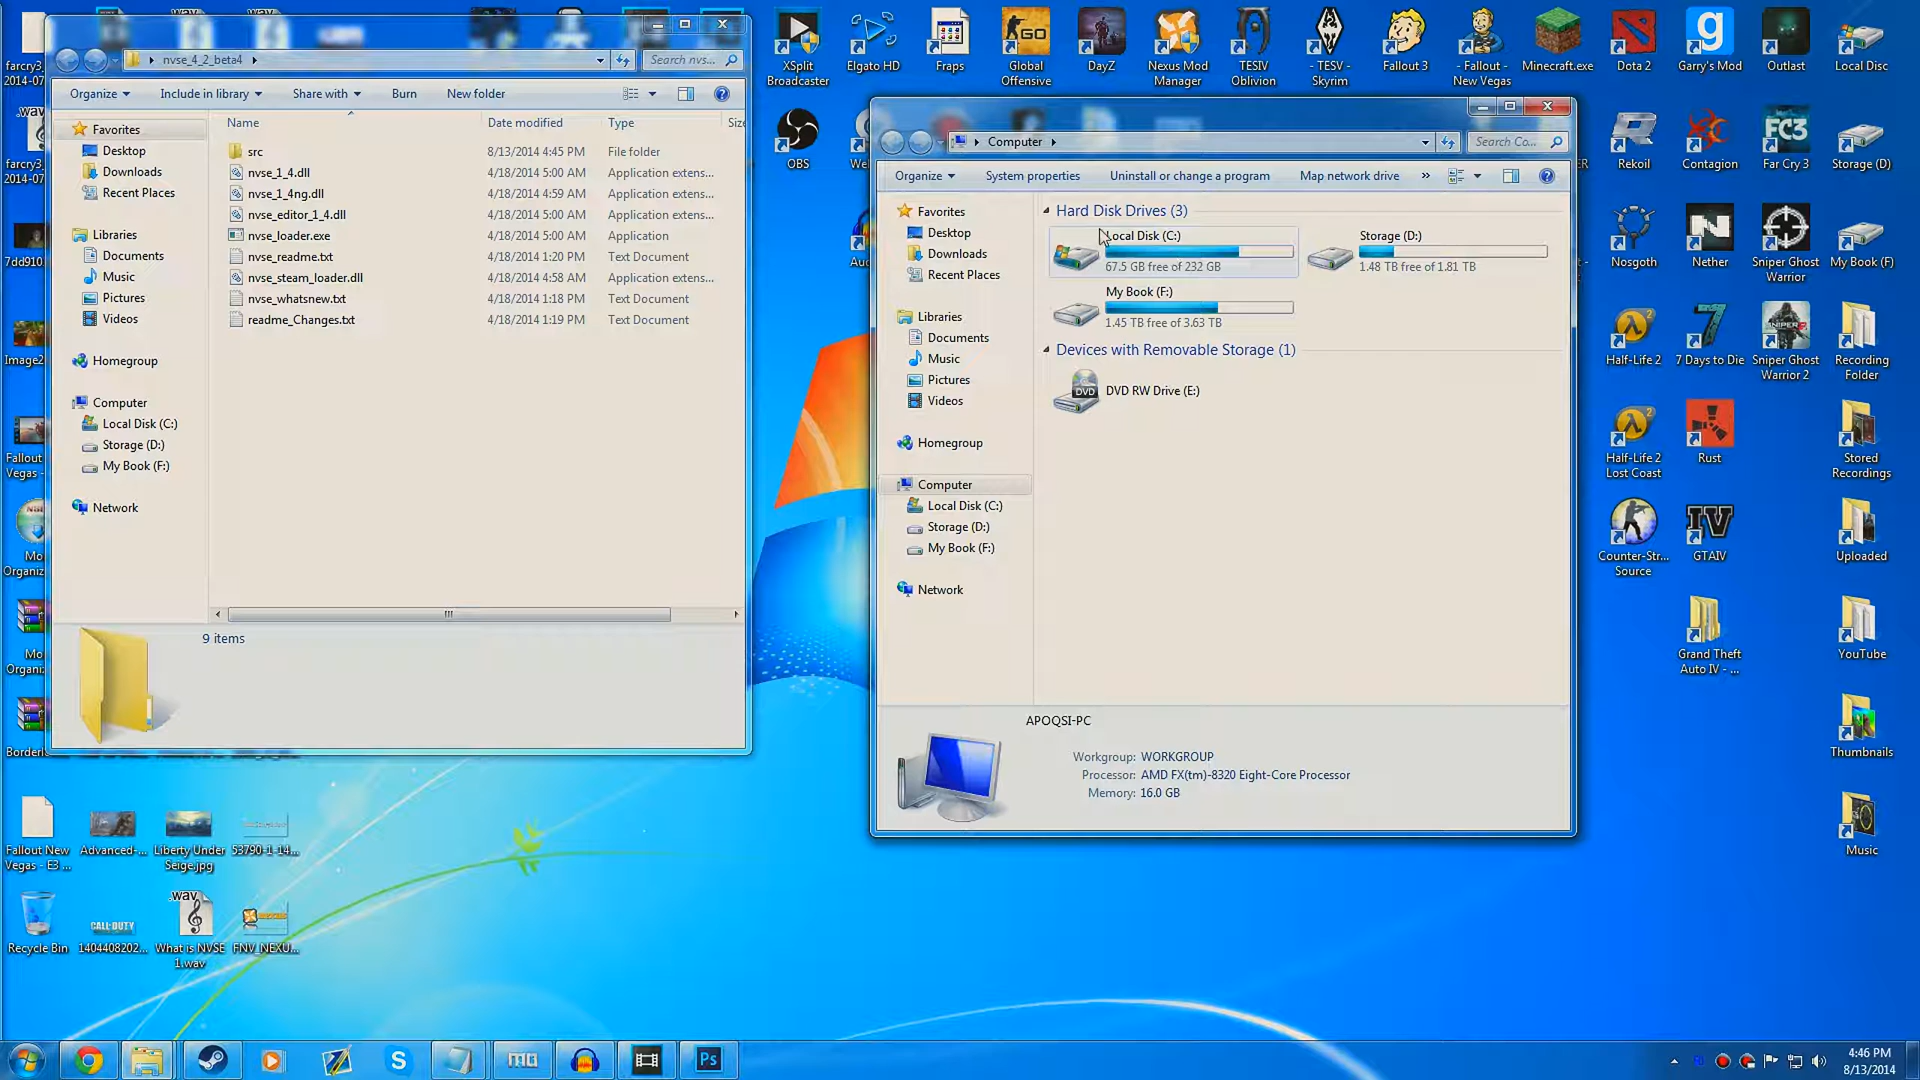 nvse_4_2_beta4
Search nvs...
Organize
Include in library
Share with
Burn
New folder
Name
Date modified
Type
Size
Favorites
Desktop
Downloads
Recent Places
Libraries
Documents
Music
Pictures
Videos
Homegroup
Computer
Local Disk (C:)
Storage (D:)
My Book (F:)
Network
src 8/13/2014 4:45 PM File folder
nvse_1_4.dll 4/18/2014 5:00 AM Application extens...
nvse_1_4ng.dll 4/18/2014 4:59 AM Application extens...
nvse_editor_1_4.dll 4/18/2014 5:00 AM Application extens...
nvse_loader.exe 4/18/2014 5:00 AM Application
nvse_readme.txt 4/18/2014 1:20 PM Text Document
nvse_steam_loader.dll 4/18/2014 4:58 AM Application extens...
nvse_whatsnew.txt 4/18/2014 1:18 PM Text Document
readme_Changes.txt 4/18/2014 1:19 PM Text Document
9 items
Computer
Search Co...
Organize
System properties
Uninstall or change a program
Map network drive
»
Favorites
Desktop
Downloads
Recent Places
Libraries
Documents
Music
Pictures
Videos
Homegroup
Computer
Local Disk (C:)
Storage (D:)
My Book (F:)
Network
Hard Disk Drives (3)
Local Disk (C:)
67.5 GB free of 232 GB
Storage (D:)
1.48 TB free of 1.81 TB
My Book (F:)
1.45 TB free of 3.63 TB
Devices with Removable Storage (1)
DVD
DVD RW Drive (E:)
APOQSI-PC
Workgroup: WORKGROUP
Processor: AMD FX(tm)-8320 Eight-Core Processor
Memory: 16.0 GB
XSplit
Broadcaster
Elgato HD
Fraps
GO
Global
Offensive
DayZ
Nexus Mod
Manager
TESIV
Oblivion
- TESV -
Skyrim
Fallout 3
- Fallout -
New Vegas
Minecraft.exe
Dota 2
Garry's Mod
Outlast
Local Disc
OBS
Rekoil
Contagion
FC3
Far Cry 3
Storage (D)
Nosgoth
Nether
Sniper Ghost
Warrior
My Book (F)
Half-Life 2
7 Days to Die
SNIPER
Sniper Ghost
Warrior 2
Recording
Folder
Half-Life 2
Lost Coast
Rust
Stored
Recordings
Counter-Str...
Source
IV
GTAIV
Uploaded
Grand Theft
Auto IV - ...
YouTube
Thumbnails
Music
farcry3
2014-07
.wav
farcry3.
2014-07
7dd910
Image2
Fallout
Vegas -
Mo
Organiz
Mo
Organiz
Borderl
Fallout New
Vegas - E3 ...
Advanced-...
Liberty Under
Seige.jpg
53790-1-14...
Recycle Bin
CALL·DUTY
1404408202...
.wav
What is NVSE
1.wav
FNV_NEXU...
Ps
4:46 PM
8/13/2014